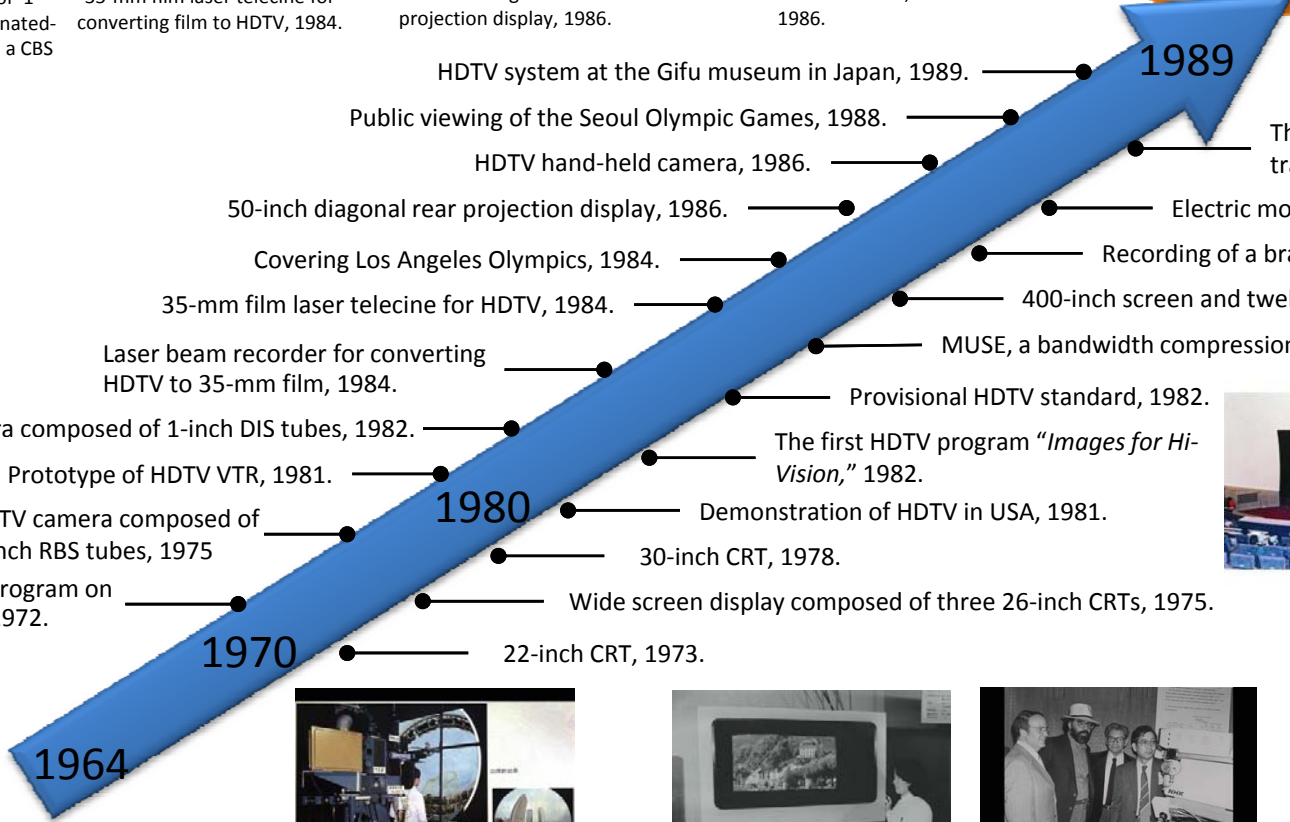 converting film to HDTV, 1984.
projection display, 1986.
1986.
a CBS
1989
HDTV system at the Gifu museum in Japan, 1989.
Public viewing of the Seoul Olympic Games, 1988.
HDTV hand-held camera, 1986.
50-inch diagonal rear projection display, 1986.
Electric
Covering Los Angeles Olympics, 1984.
Recording of a
35-mm film laser telecine for HDTV, 1984.
400-inch screen and
Laser beam recorder for converting
HDTV to 35-mm film, 1984.
MUSE, a bandwidth compression
Provisional HDTV standard, 1982.
composed of 1-inch DIS tubes, 1982.
The first HDTV program “Images for Hi-
Vision,” 1982.
Prototype of HDTV VTR, 1981.
1980
Demonstration of HDTV in USA, 1981.
TV camera composed of
RBS tubes, 1975
30-inch CRT, 1978.
on
Wide screen display composed of three 26-inch CRTs, 1975.
1970
22-inch CRT, 1973.
1964
NHK